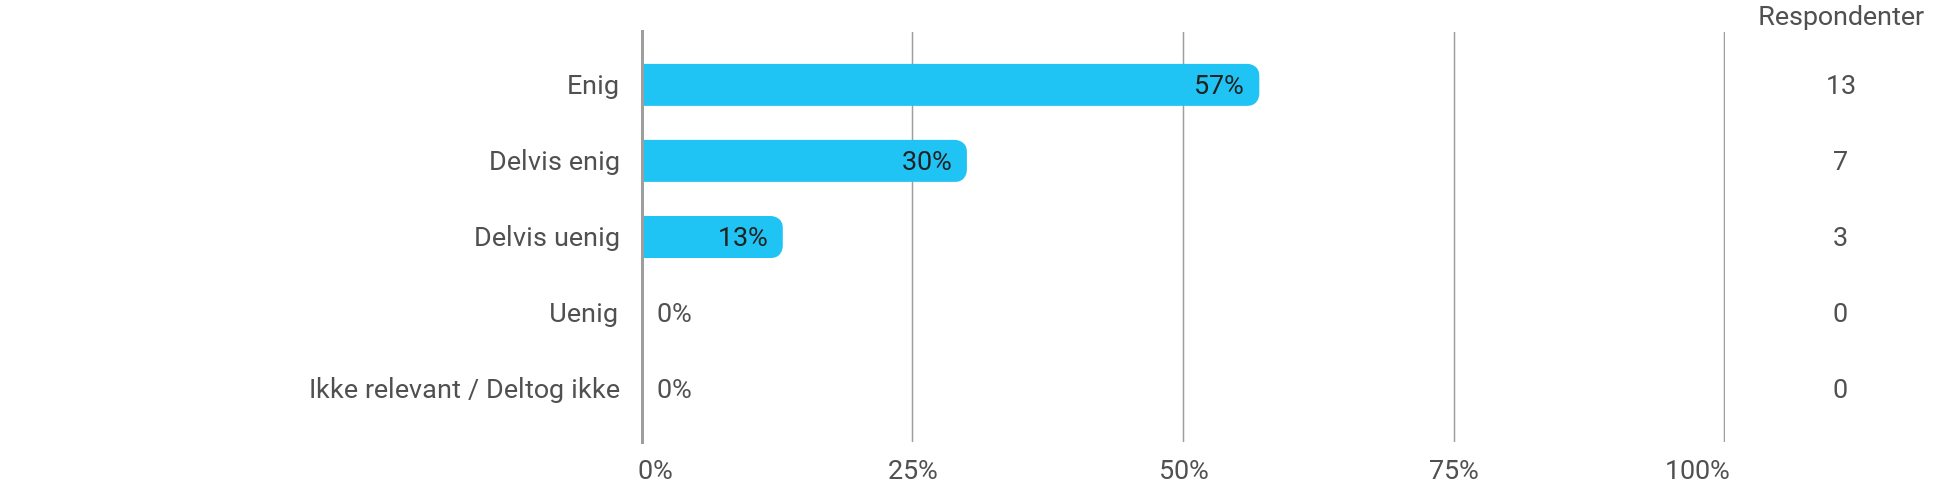 Respondenter
Enig 57% 13
Delvis enig 30% 7
Delvis uenig 13% 3
Uenig 0% 0
Ikke relevant / Deltog ikke 0% 0
0% 25% 50% 75% 100%